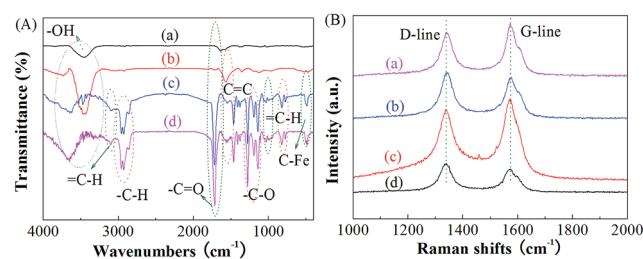 (A)
-OH
(a)
(b)
(c)
(d)
C=C
=C-H
C-Fe
=C-H
-C-H
-C=O
-C-O
Transmittance (%)
4000 3000 2000 1000
Wavenumbers (cm-1)
(B)
D-line G-line
(a)
(b)
(c)
(d)
Intensity (a.u.)
1000 1200 1400 1600 1800 2000
Raman shifts (cm-1)